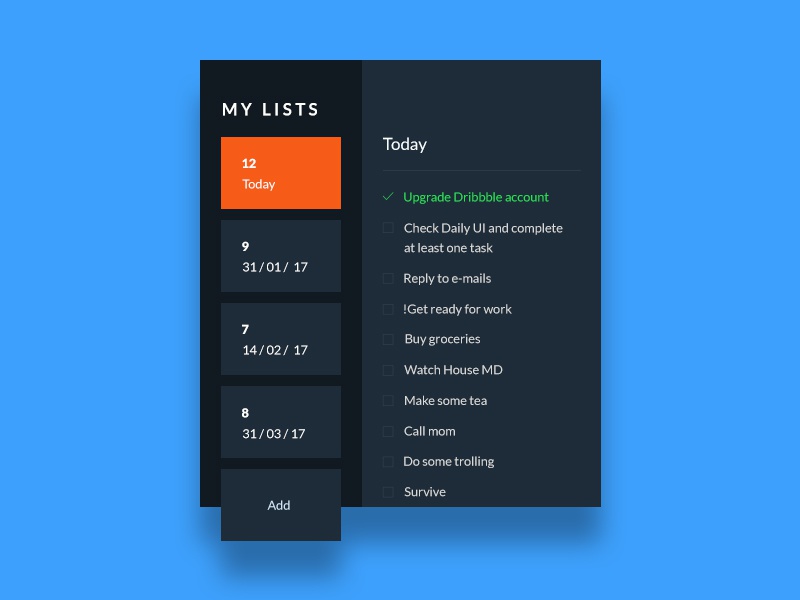 MY LISTS
12
Today
9
31 / 01 / 17
7
14 / 02 / 17
8
31 / 03 / 17
Add
Today
Upgrade Dribbble account
Check Daily UI and complete
at least one task
Reply to e-mails
!Get ready for work
Buy groceries
Watch House MD
Make some tea
Call mom
Do some trolling
Survive